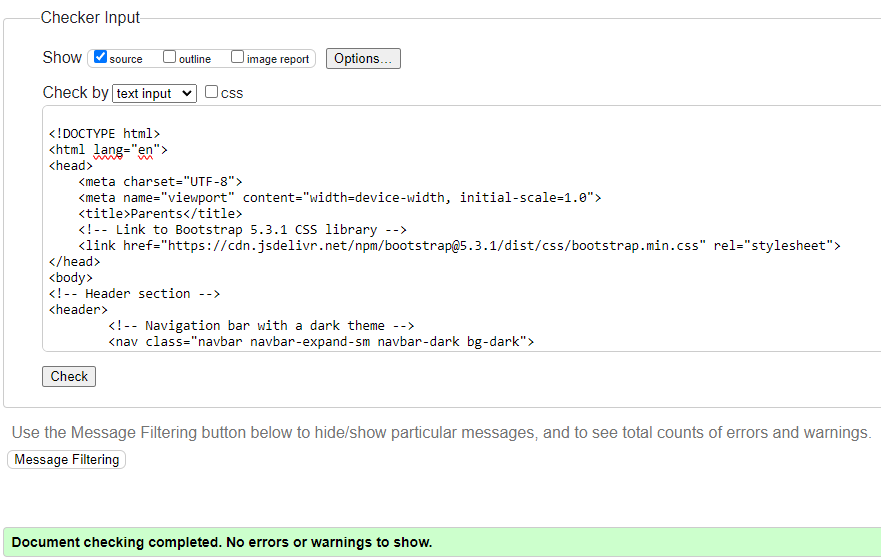 Checker Input
Show source outline image report Options...
Check by text input css
<!DOCTYPE html>
<html lang="en">
<head>
    <meta charset="UTF-8">
    <meta name="viewport" content="width=device-width, initial-scale=1.0">
    <title>Parents</title>
    <!-- Link to Bootstrap 5.3.1 CSS library -->
    <link href="https://cdn.jsdelivr.net/npm/bootstrap@5.3.1/dist/css/bootstrap.min.css" rel="stylesheet">
</head>
<body>
<!-- Header section -->
<header>
        <!-- Navigation bar with a dark theme -->
        <nav class="navbar navbar-expand-sm navbar-dark bg-dark">
Check
Use the Message Filtering button below to hide/show particular messages, and to see total counts of errors and warnings.
Message Filtering
Document checking completed. No errors or warnings to show.